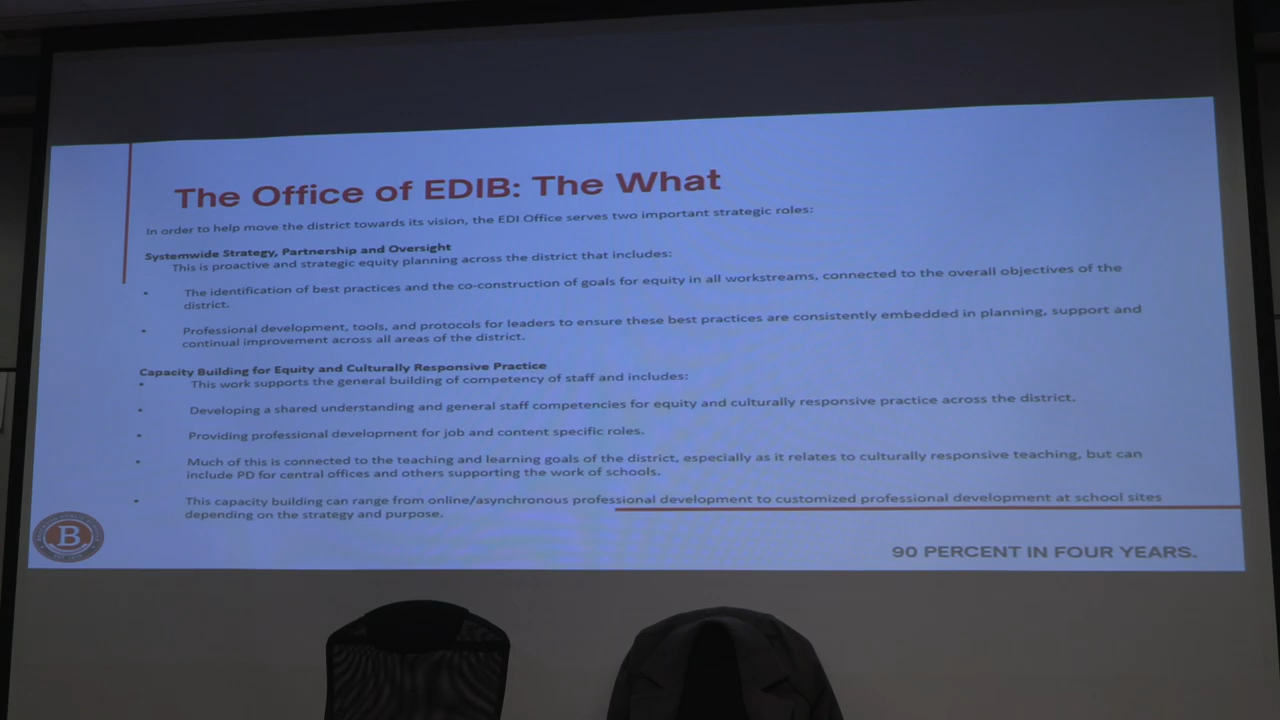 The Office of EDIB: The What
In order to help move the district towards its vision, the EDI Office serves two important strategic roles:
Systemwide Strategy, Partnership and Oversight
This is proactive and strategic equity planning across the district that includes:
• The identification of best practices and the co-construction of goals for equity in all workstreams, connected to the overall objectives of the
district.
• Professional development, tools, and protocols for leaders to ensure these best practices are consistently embedded in planning, support and
continual improvement across all areas of the district.
Capacity Building for Equity and Culturally Responsive Practice
• This work supports the general building of competency of staff and includes:
• Developing a shared understanding and general staff competencies for equity and culturally responsive practice across the district.
• Providing professional development for job and content specific roles.
• Much of this is connected to the teaching and learning goals of the district, especially as it relates to culturally responsive teaching, but can
include PD for central offices and others supporting the work of schools.
• This capacity building can range from online/asynchronous professional development to customized professional development at school sites
depending on the strategy and purpose.
B.
90 PERCENT IN FOUR YEARS.